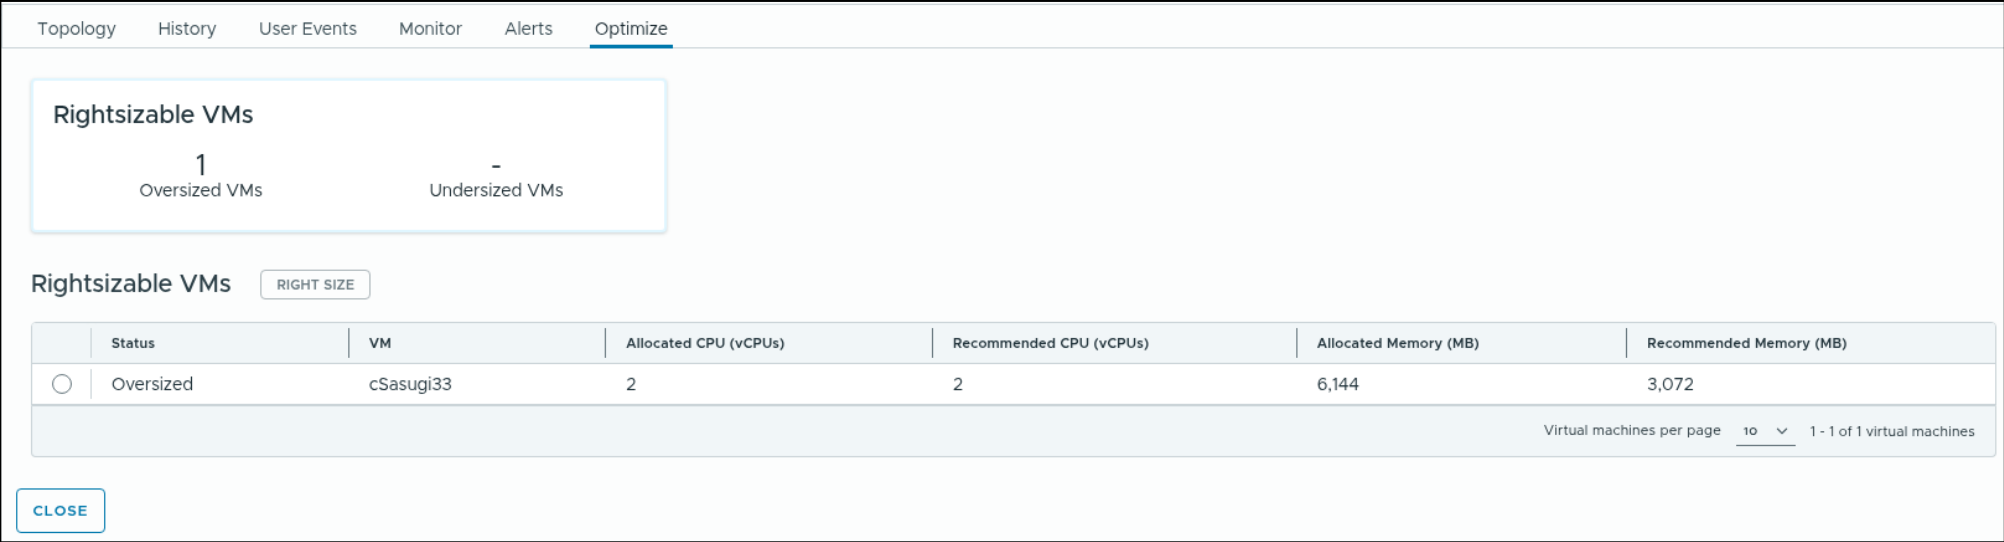 Topology History User Events Monitor Alerts Optimize
Rightsizable VMs
1 -
Oversized VMs Undersized VMs
Rightsizable VMs RIGHT SIZE
Status VM Allocated CPU (vCPUs) Recommended CPU (vCPUs) Allocated Memory (MB) Recommended Memory (MB)
Oversized cSasugi33 2 2 6,144 3,072
Virtual machines per page 10 1 - 1 of 1 virtual machines
CLOSE